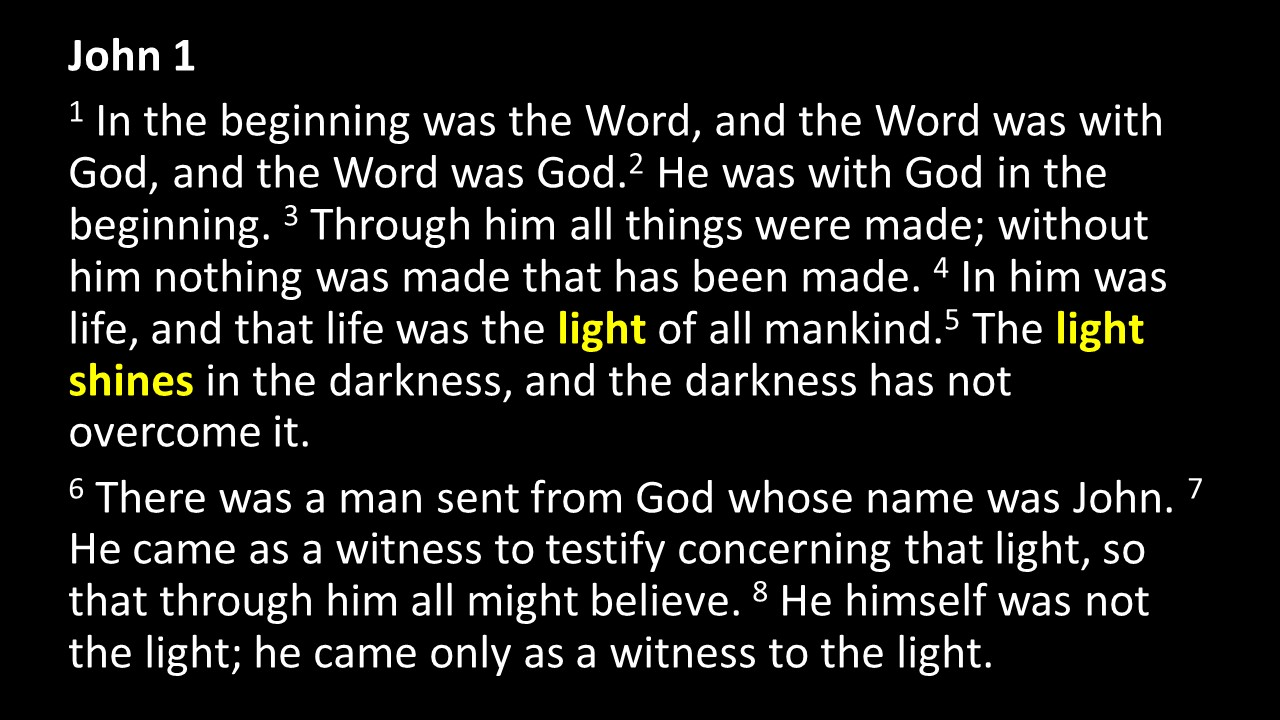 John 1
1 In the beginning was the Word, and the Word was with
God, and the Word was God.2 He was with God in the
beginning. 3 Through him all things were made; without
him nothing was made that has been made. 4 In him was
life, and that life was the light of all mankind.5 The light
shines in the darkness, and the darkness has not
overcome it.
6 There was a man sent from God whose name was John. 7
He came as a witness to testify concerning that light, so
that through him all might believe. 8 He himself was not
the light; he came only as a witness to the light.